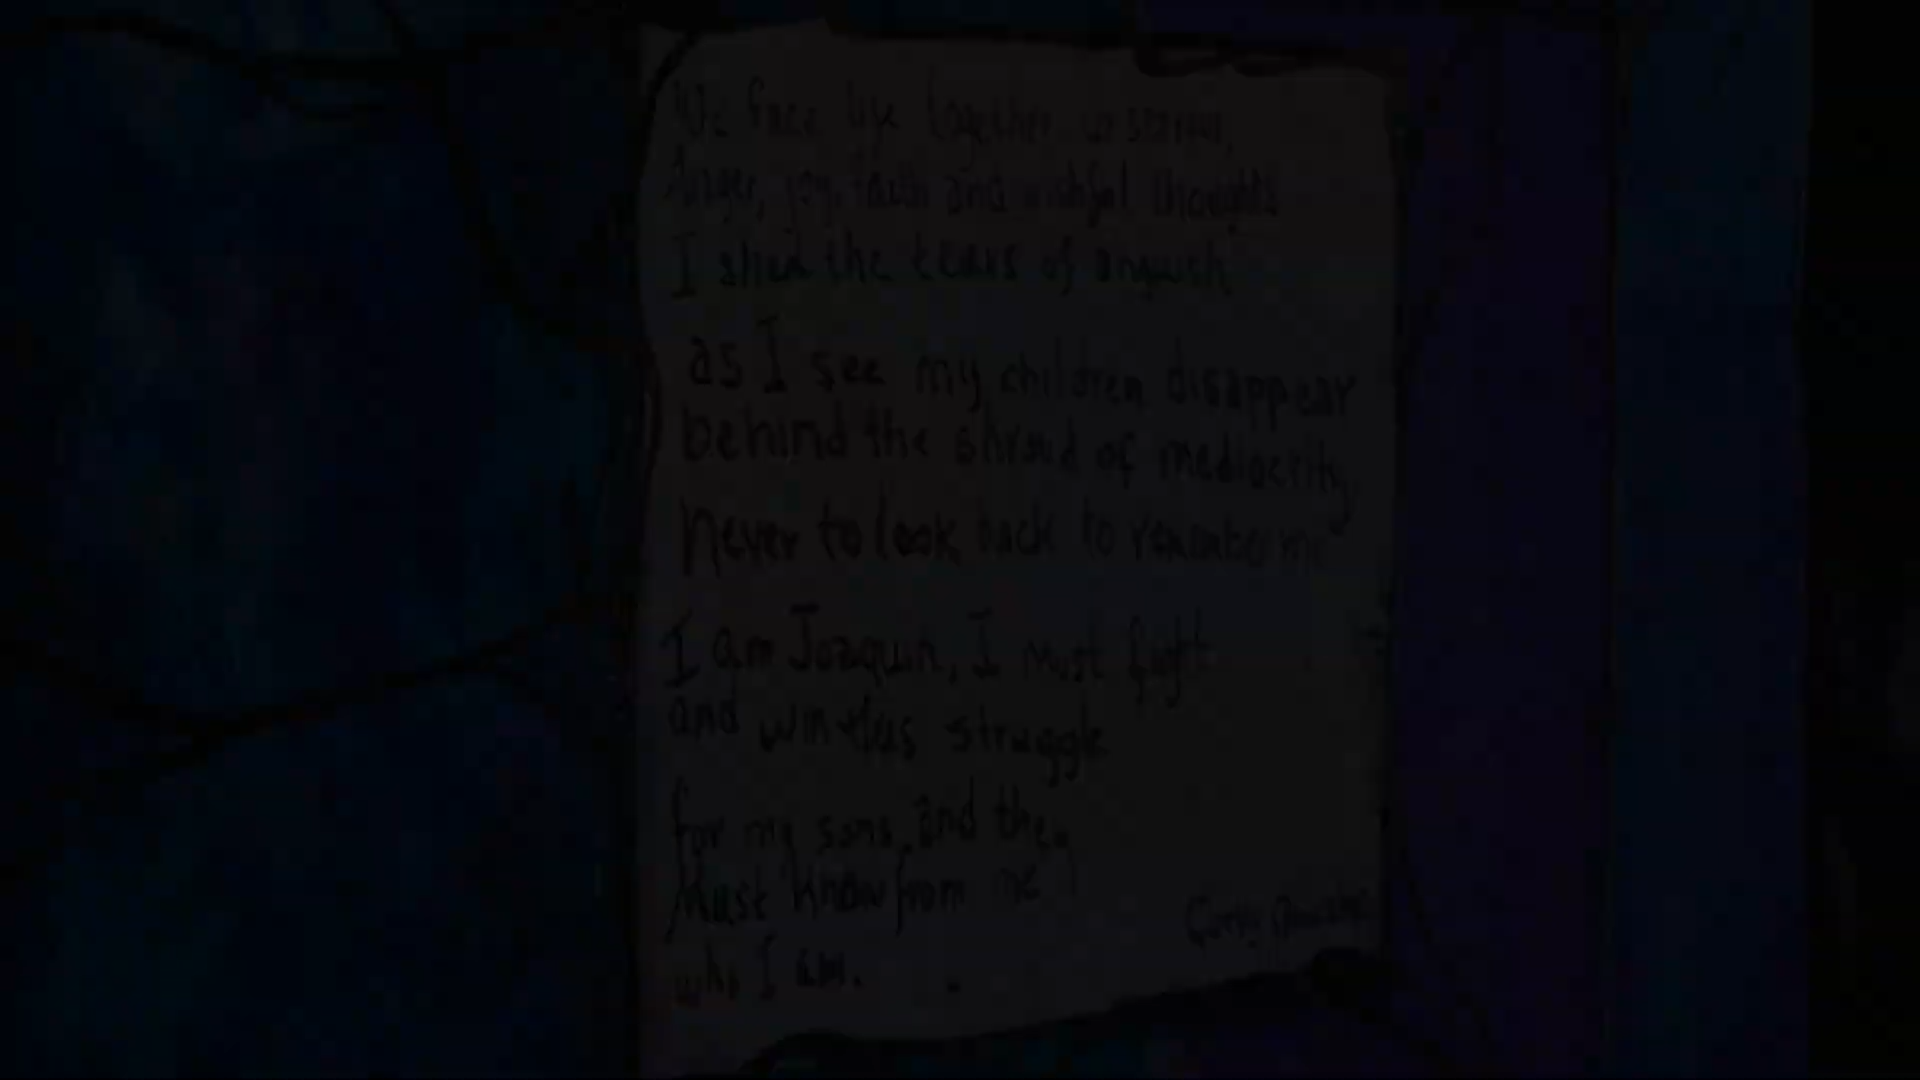 We face life together in sorrow,
Anger, joy, faith and wishful thoughts
I shed the tears of anguish
as I see my children disappear
behind the shroud of mediocrity
never to look back to remember me
I am Joaquin, I must fight
and win this struggle
for my sons, and they
Must know from me
who I am.